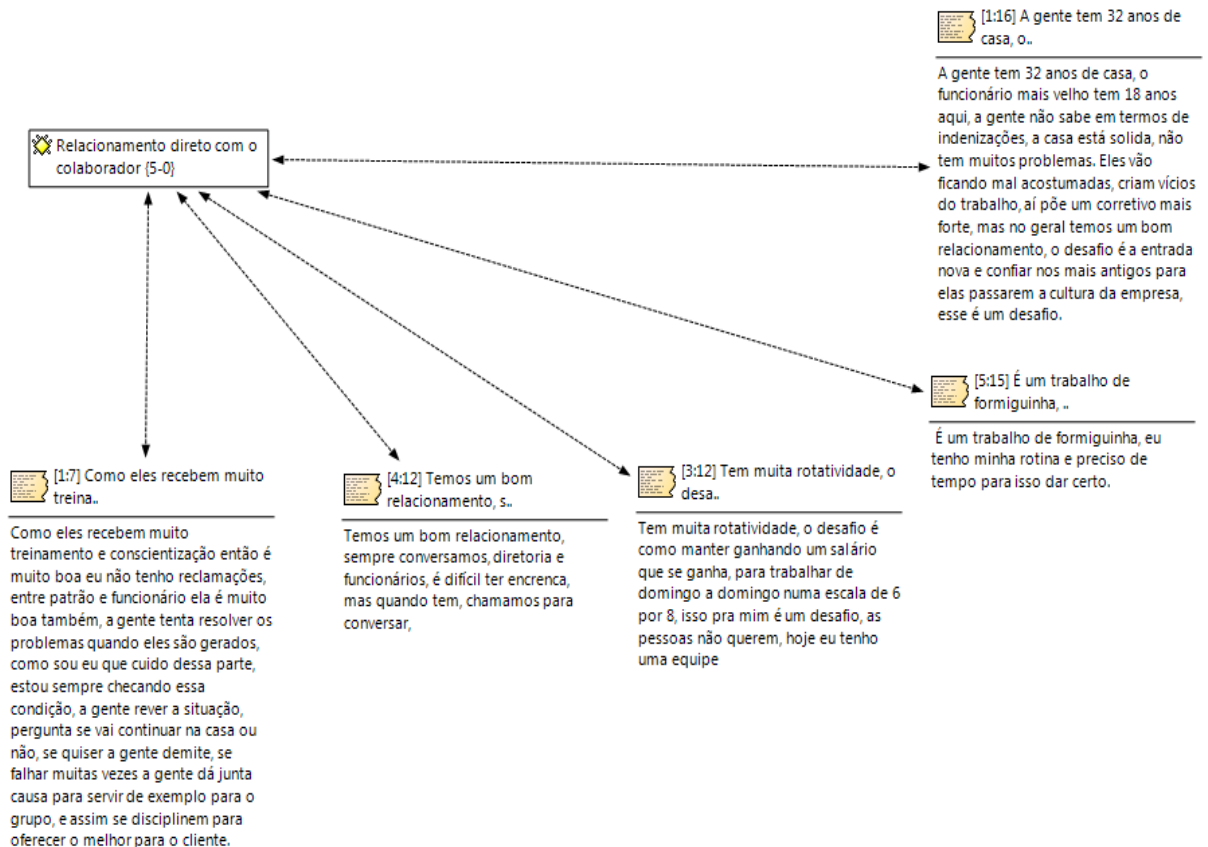 Relacionamento direto com o
colaborador {5-0}
[1:16] A gente tem 32 anos de
casa, o..
A gente tem 32 anos de casa, o
funcionário mais velho tem 18 anos
aqui, a gente não sabe em termos de
indenizações, a casa está solida, não
tem muitos problemas. Eles vão
ficando mal acostumadas, criam vícios
do trabalho, aí põe um corretivo mais
forte, mas no geral temos um bom
relacionamento, o desafio é a entrada
nova e confiar nos mais antigos para
elas passarem a cultura da empresa,
esse é um desafio.
[5:15] É um trabalho de
formiguinha, ..
É um trabalho de formiguinha, eu
tenho minha rotina e preciso de
tempo para isso dar certo.
[1:7] Como eles recebem muito
treina..
Como eles recebem muito
treinamento e conscientização então é
muito boa eu não tenho reclamações,
entre patrão e funcionário ela é muito
boa também, a gente tenta resolver os
problemas quando eles são gerados,
como sou eu que cuido dessa parte,
estou sempre checando essa
condição, a gente rever a situação,
pergunta se vai continuar na casa ou
não, se quiser a gente demite, se
falhar muitas vezes a gente dá junta
causa para servir de exemplo para o
grupo, e assim se disciplinem para
oferecer o melhor para o cliente.
[4:12] Temos um bom
relacionamento, s..
Temos um bom relacionamento,
sempre conversamos, diretoria e
funcionários, é difícil ter encrenca,
mas quando tem, chamamos para
conversar,
[3:12] Tem muita rotatividade, o
desa..
Tem muita rotatividade, o desafio é
como manter ganhando um salário
que se ganha, para trabalhar de
domingo a domingo numa escala de 6
por 8, isso pra mim é um desafio, as
pessoas não querem, hoje eu tenho
uma equipe